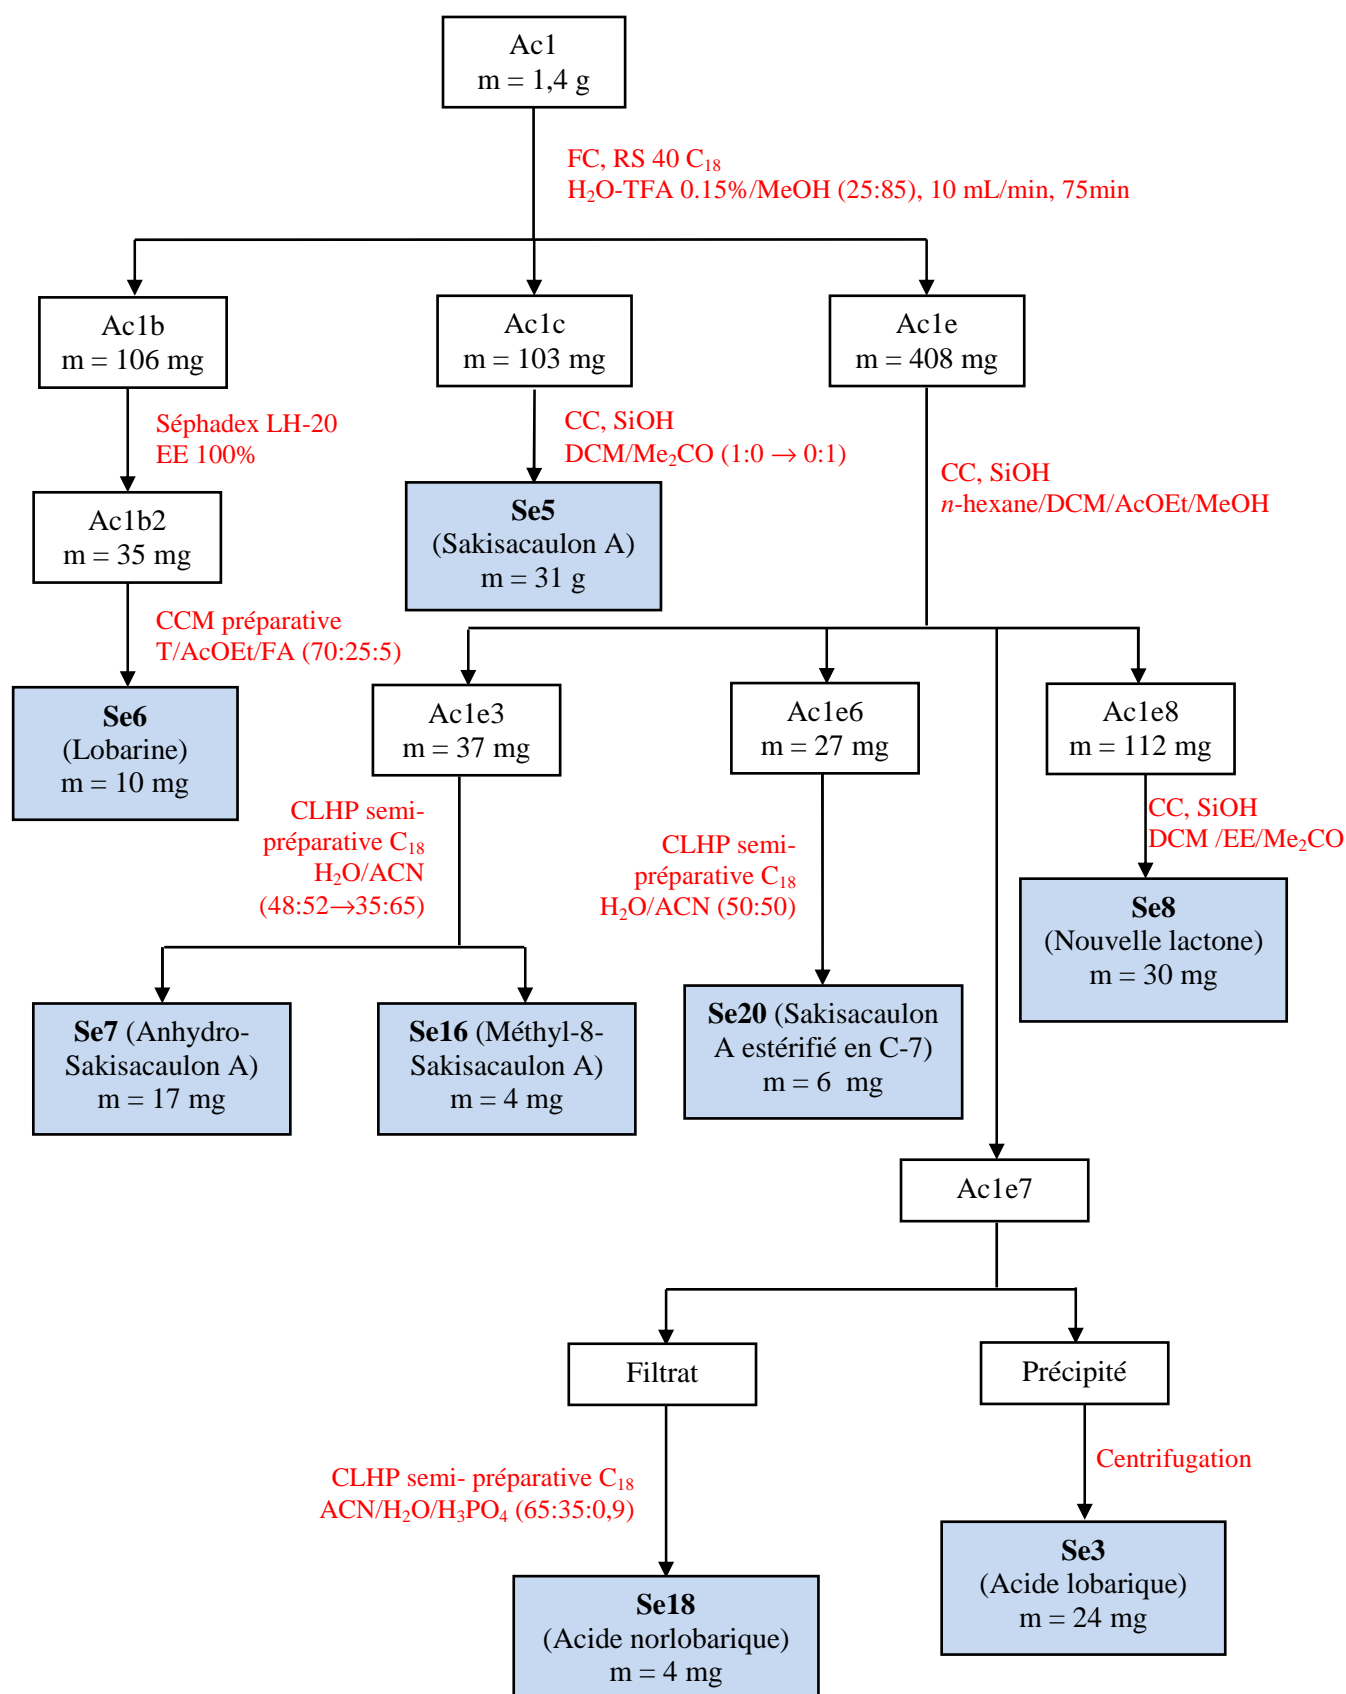 Ac1
m = 1,4 g
FC, RS 40 C₁₈
H₂O-TFA 0.15%/MeOH (25:85), 10 mL/min, 75min
Ac1b
m = 106 mg
Ac1c
m = 103 mg
Ac1e
m = 408 mg
Séphadex LH-20
EE 100%
CC, SiOH
DCM/Me₂CO (1:0 → 0:1)
CC, SiOH
n-hexane/DCM/AcOEt/MeOH
Ac1b2
m = 35 mg
Se5
(Sakisacaulon A)
m = 31 g
CCM préparative
T/AcOEt/FA (70:25:5)
Se6
(Lobarine)
m = 10 mg
Ac1e3
m = 37 mg
Ac1e6
m = 27 mg
Ac1e8
m = 112 mg
CLHP semi-
préparative C₁₈
H₂O/ACN
(48:52→35:65)
CLHP semi-
préparative C₁₈
H₂O/ACN (50:50)
CC, SiOH
DCM /EE/Me₂CO
Se8
(Nouvelle lactone)
m = 30 mg
Se7 (Anhydro-
Sakisacaulon A)
m = 17 mg
Se16 (Méthyl-8-
Sakisacaulon A)
m = 4 mg
Se20 (Sakisacaulon
A estérifié en C-7)
m = 6 mg
Ac1e7
Filtrat
Précipité
CLHP semi- préparative C₁₈
ACN/H₂O/H₃PO₄ (65:35:0,9)
Centrifugation
Se18
(Acide norlobarique)
m = 4 mg
Se3
(Acide lobarique)
m = 24 mg